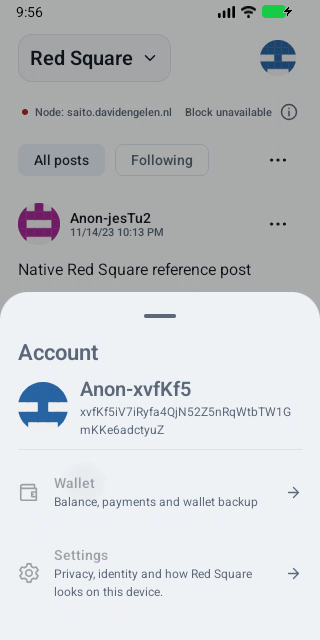 9:56
Red Square
Node: saito.davidengelen.nl Block unavailable
All posts Following
Anon-jesTu2
11/14/23 10:13 PM
Native Red Square reference post
Account
Anon-xvfKf5
xvfKf5iV7iRyfa4QjN52Z5nRqWtbTW1G
mKKe6adctyuZ
Wallet
Balance, payments and wallet backup
Settings
Privacy, identity and how Red Square
looks on this device.